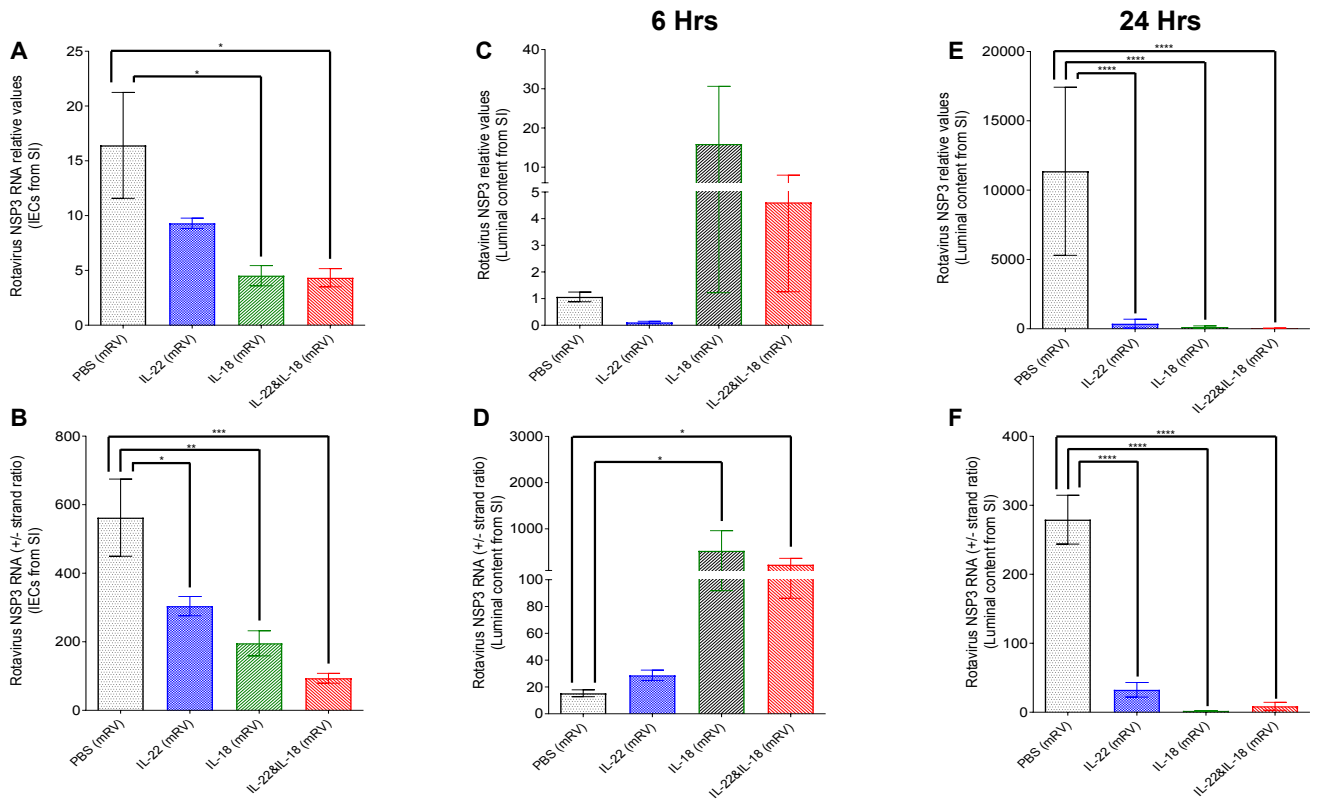 6 Hrs
24 Hrs
A
Rotavirus NSP3 RNA relative values
(IECs from SI)
25
20
15
10
5
0
*
*
PBS (mRV)
IL-22 (mRV)
IL-18 (mRV)
IL-22&IL-18 (mRV)
C
Rotavirus NSP3 relative values
(Luminal content from SI)
40
30
20
10
5
4
3
2
1
0
PBS (mRV)
IL-22 (mRV)
IL-18 (mRV)
IL-22&IL-18 (mRV)
E
Rotavirus NSP3 relative values
(Luminal content from SI)
20000
15000
10000
5000
0
****
****
****
PBS (mRV)
IL-22 (mRV)
IL-18 (mRV)
IL-22&IL-18 (mRV)
B
Rotavirus NSP3 RNA (+/- strand ratio)
(IECs from SI)
800
600
400
200
0
***
**
*
PBS (mRV)
IL-22 (mRV)
IL-18 (mRV)
IL-22&IL-18 (mRV)
D
Rotavirus NSP3 RNA (+/- strand ratio)
(Luminal content from SI)
3000
2000
1000
100
80
60
40
20
0
*
*
PBS (mRV)
IL-22 (mRV)
IL-18 (mRV)
IL-22&IL-18 (mRV)
F
Rotavirus NSP3 RNA (+/- strand ratio)
(Luminal content from SI)
400
300
200
100
0
****
****
****
PBS (mRV)
IL-22 (mRV)
IL-18 (mRV)
IL-22&IL-18 (mRV)